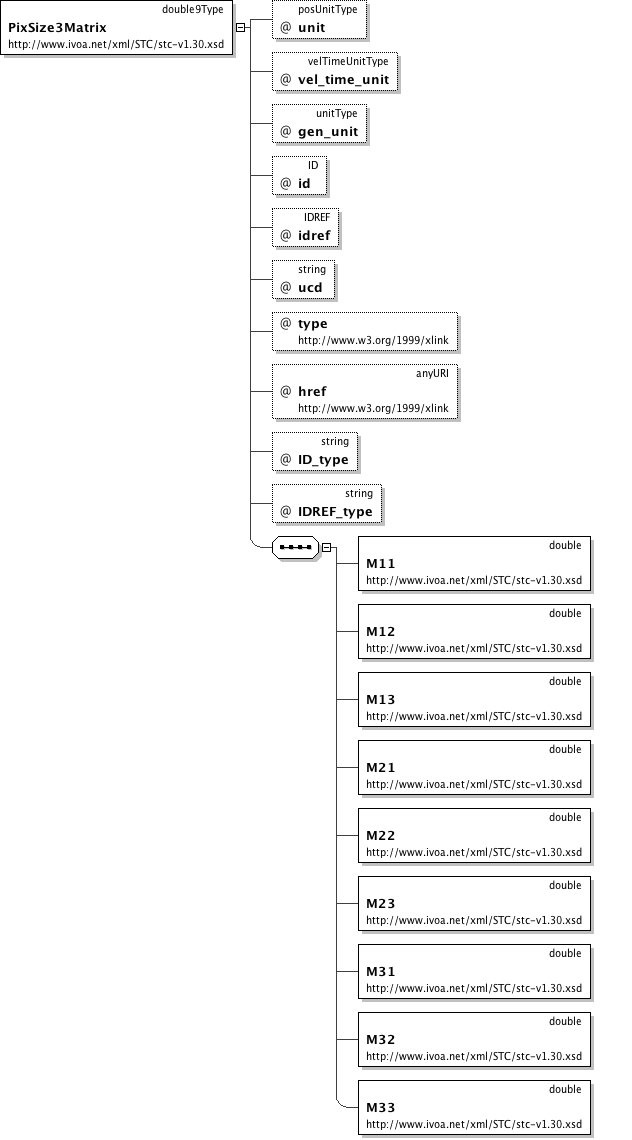 double9Type
PixSize3Matrix
http://www.ivoa.net/xml/STC/stc-v1.30.xsd
posUnitType
@ unit
velTimeUnitType
@ vel_time_unit
unitType
@ gen_unit
ID
@ id
IDREF
@ idref
string
@ ucd
@ type
http://www.w3.org/1999/xlink
anyURI
@ href
http://www.w3.org/1999/xlink
string
@ ID_type
string
@ IDREF_type
double
M11
http://www.ivoa.net/xml/STC/stc-v1.30.xsd
double
M12
http://www.ivoa.net/xml/STC/stc-v1.30.xsd
double
M13
http://www.ivoa.net/xml/STC/stc-v1.30.xsd
double
M21
http://www.ivoa.net/xml/STC/stc-v1.30.xsd
double
M22
http://www.ivoa.net/xml/STC/stc-v1.30.xsd
double
M23
http://www.ivoa.net/xml/STC/stc-v1.30.xsd
double
M31
http://www.ivoa.net/xml/STC/stc-v1.30.xsd
double
M32
http://www.ivoa.net/xml/STC/stc-v1.30.xsd
double
M33
http://www.ivoa.net/xml/STC/stc-v1.30.xsd